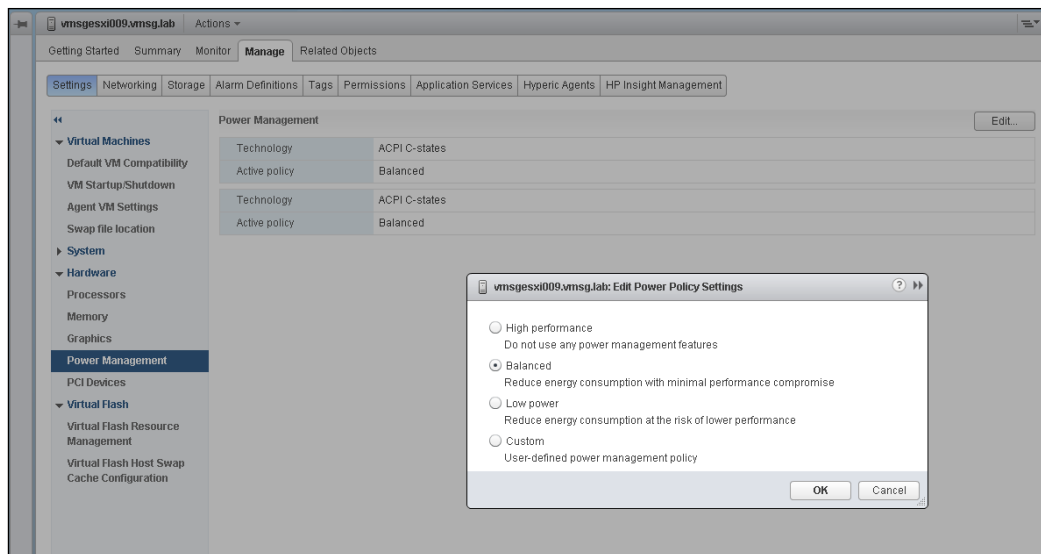 vmsgesxi009.vmsg.lab Actions
Getting Started Summary Monitor Manage Related Objects
Settings Networking Storage Alarm Definitions Tags Permissions Application Services Hyperic Agents HP Insight Management
Power Management Edit...
Virtual Machines
Default VM Compatibility
VM Startup/Shutdown
Agent VM Settings
Swap file location
System
Hardware
Processors
Memory
Graphics
Power Management
PCI Devices
Virtual Flash
Virtual Flash Resource
Management
Virtual Flash Host Swap
Cache Configuration
Technology ACPI C-states
Active policy Balanced
Technology ACPI C-states
Active policy Balanced
vmsgesxi009.vmsg.lab: Edit Power Policy Settings ?
High performance
Do not use any power management features
Balanced
Reduce energy consumption with minimal performance compromise
Low power
Reduce energy consumption at the risk of lower performance
Custom
User-defined power management policy
OK Cancel